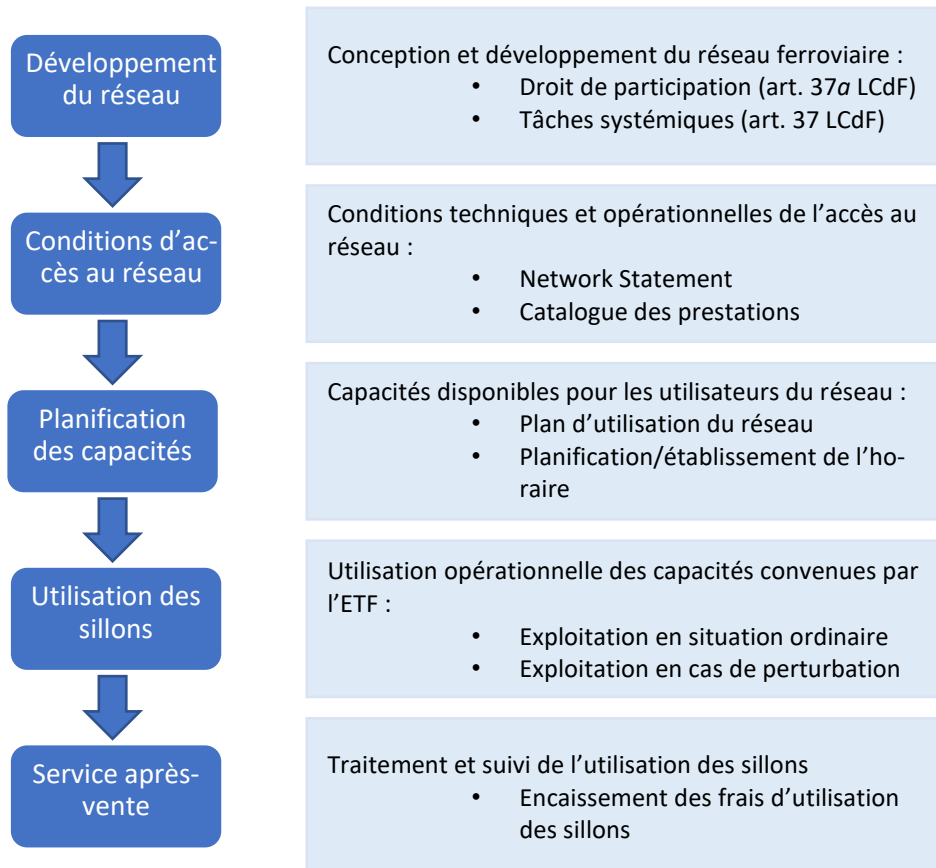 Développement
du réseau
Conception et développement du réseau ferroviaire :
• Droit de participation (art. 37a LCdF)
• Tâches systémiques (art. 37 LCdF)
Conditions d'ac-
cès au réseau
Conditions techniques et opérationnelles de l'accès au
réseau :
• Network Statement
• Catalogue des prestations
Planification
des capacités
Capacités disponibles pour les utilisateurs du réseau :
• Plan d'utilisation du réseau
• Planification/établissement de l'ho-
raire
Utilisation des
sillons
Utilisation opérationnelle des capacités convenues par
l'ETF :
• Exploitation en situation ordinaire
• Exploitation en cas de perturbation
Service après-
vente
Traitement et suivi de l'utilisation des sillons
• Encaissement des frais d'utilisation
des sillons